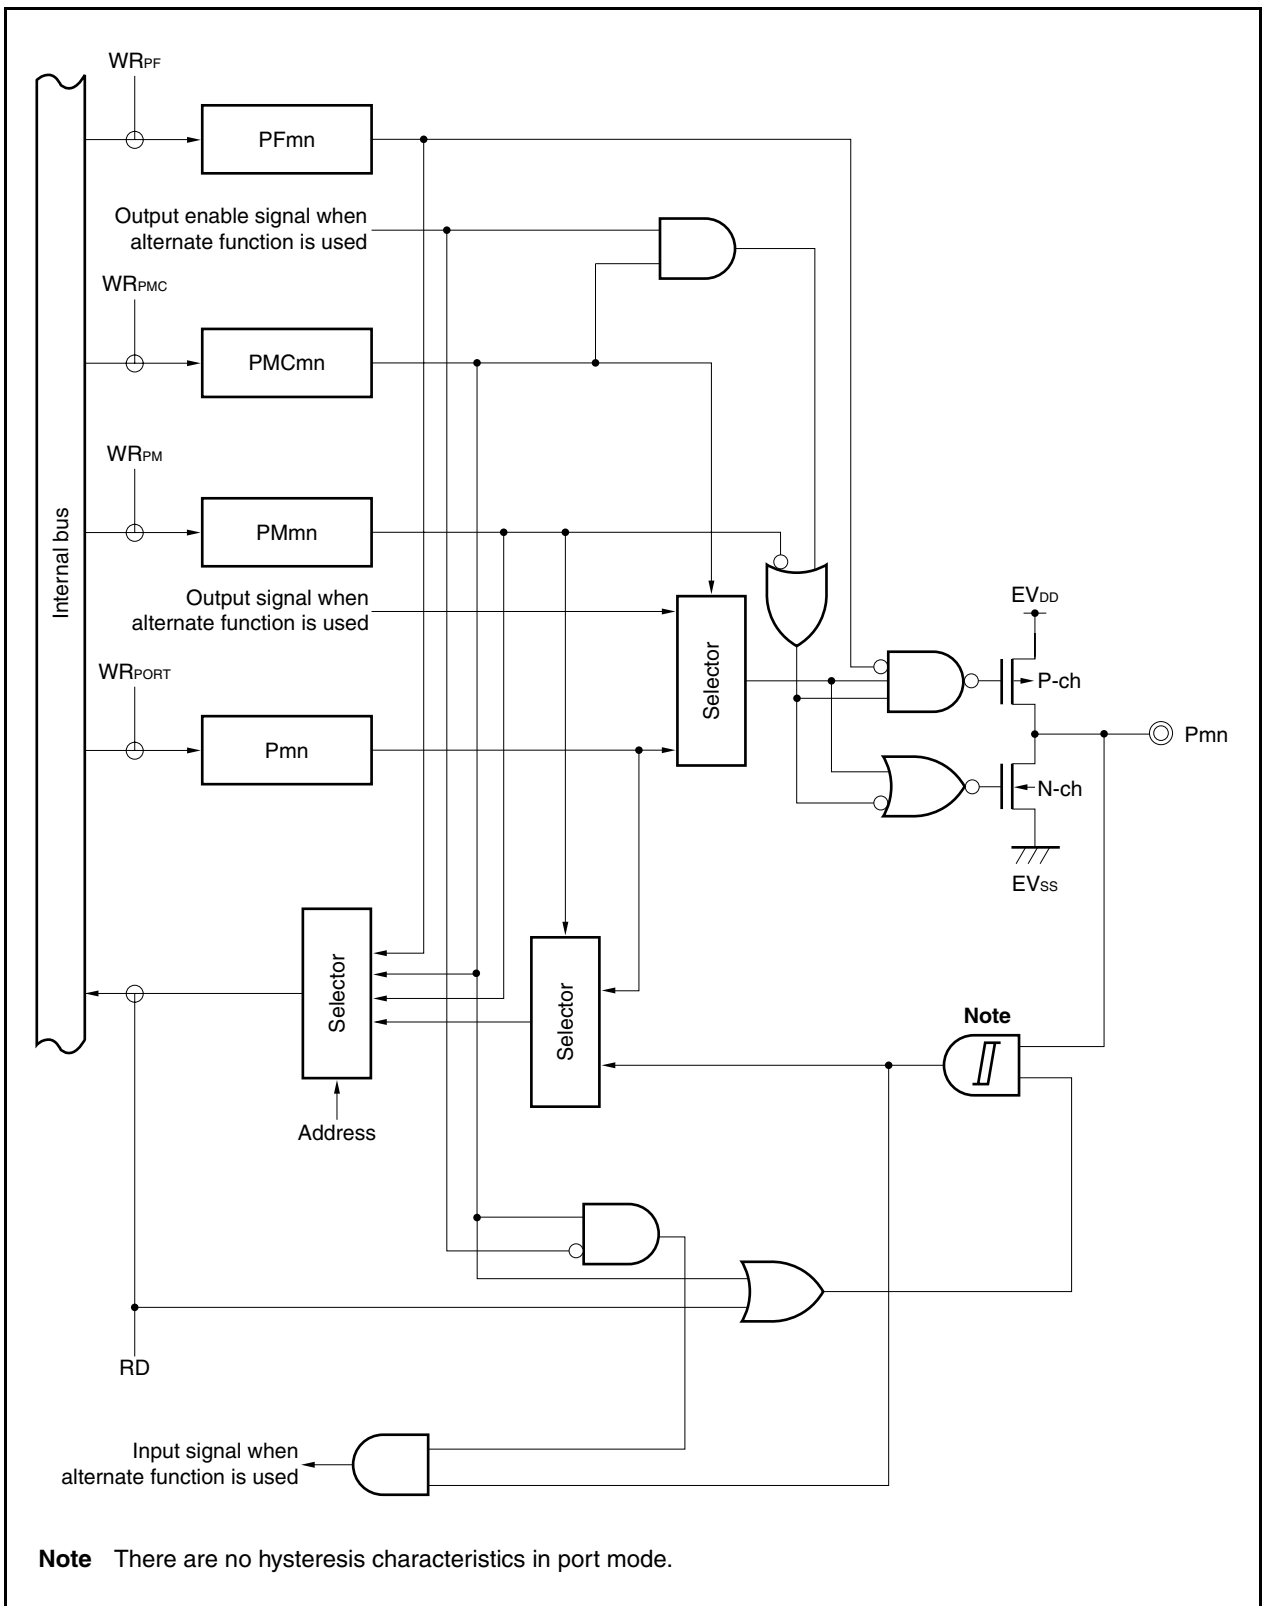 WRPF
PFmn
Output enable signal when
alternate function is used
WRPMC
PMCmn
WRPM
PMmn
Internal bus
Output signal when
alternate function is used
EVDD
WRPORT
Selector
P-ch
Pmn
Pmn
N-ch
EVSS
Selector
Selector
Note
Address
RD
Input signal when
alternate function is used
Note There are no hysteresis characteristics in port mode.